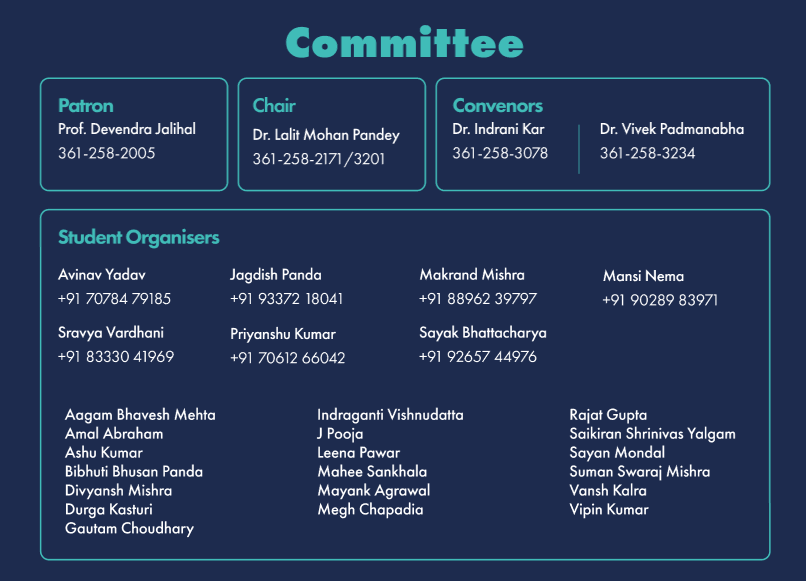 Committee
Patron
Prof. Devendra Jalihal
361-258-2005
Chair
Dr. Lalit Mohan Pandey
361-258-2171/3201
Convenors
Dr. Indrani Kar
361-258-3078
Dr. Vivek Padmanabha
361-258-3234
Student Organisers
Avinav Yadav
+91 70784 79185
Jagdish Panda
+91 93372 18041
Makrand Mishra
+91 88962 39797
Mansi Nema
+91 90289 83971
Sravya Vardhani
+91 83330 41969
Priyanshu Kumar
+91 70612 66042
Sayak Bhattacharya
+91 92657 44976
Aagam Bhavesh Mehta
Amal Abraham
Ashu Kumar
Bibhuti Bhusan Panda
Divyansh Mishra
Durga Kasturi
Gautam Choudhary
Indraganti Vishnudatta
J Pooja
Leena Pawar
Mahee Sankhala
Mayank Agrawal
Megh Chapadia
Rajat Gupta
Saikiran Shrinivas Yalgam
Sayan Mondal
Suman Swaraj Mishra
Vansh Kalra
Vipin Kumar